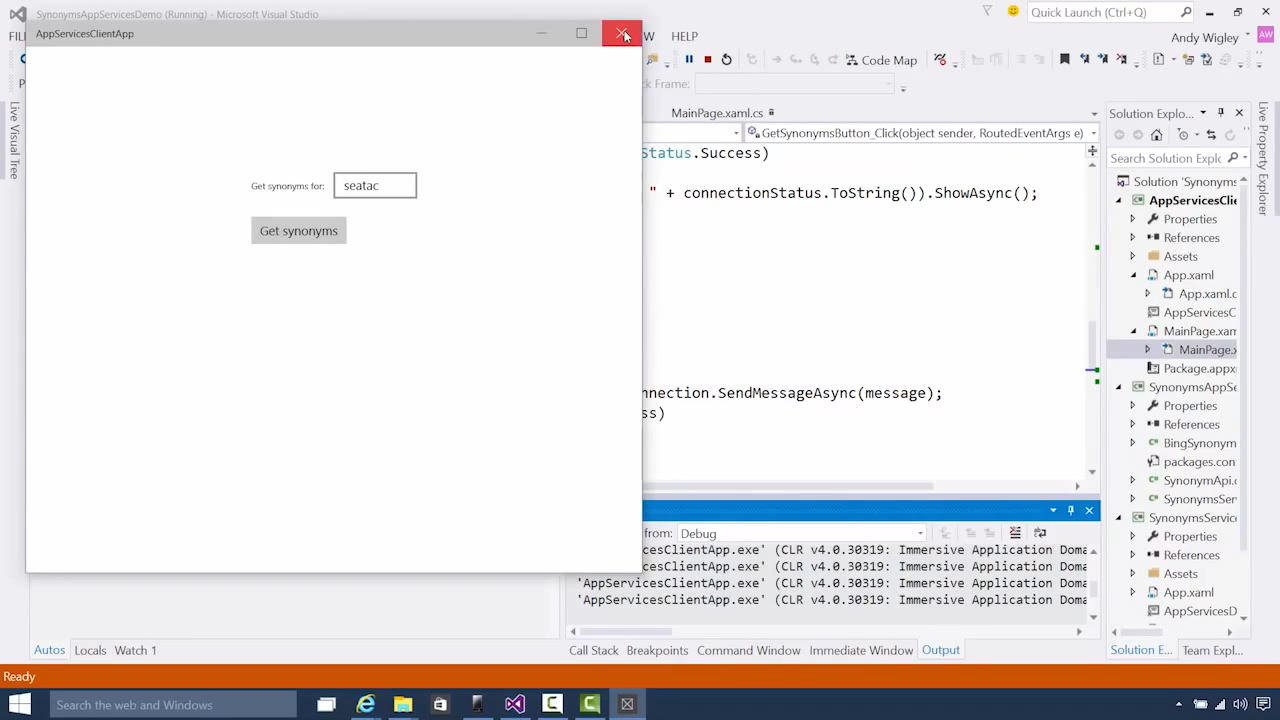 SynonymsAppServicesDemo (Running) - Microsoft Visual Studio
Quick Launch (Ctrl+Q)
AppServicesClientApp
HELP
Andy Wigley
AW
Code Map
Frame:
Live Visual Tree
MainPage.xaml.cs
GetSynonymsButton_Click(object sender, RoutedEventArgs e)
Status.Success)
" + connectionStatus.ToString()).ShowAsync();
Get synonyms for:
seatac
Get synonyms
nnection.SendMessageAsync(message);
ss)
Solution Explo...
Search Solution Explo
Solution 'Synonyms
AppServicesClie
Properties
References
Assets
App.xaml
App.xaml.c
AppServicesC
MainPage.xam
MainPage.x
Package.appx
SynonymsAppSe
Properties
References
BingSynonym
packages.con
SynonymApi.c
SynonymsSer
SynonymsServic
Properties
References
Assets
App.xaml
AppServicesD
Live Property Explorer
from:
Debug
cesClientApp.exe' (CLR v4.0.30319: Immersive Application Doma
cesClientApp.exe' (CLR v4.0.30319: Immersive Application Doma
'AppServicesClientApp.exe' (CLR v4.0.30319: Immersive Application Doma
'AppServicesClientApp.exe' (CLR v4.0.30319: Immersive Application Doma
Autos
Locals
Watch 1
Call Stack
Breakpoints
Command Window
Immediate Window
Output
Solution E...
Team Expl...
Ready
Search the web and Windows